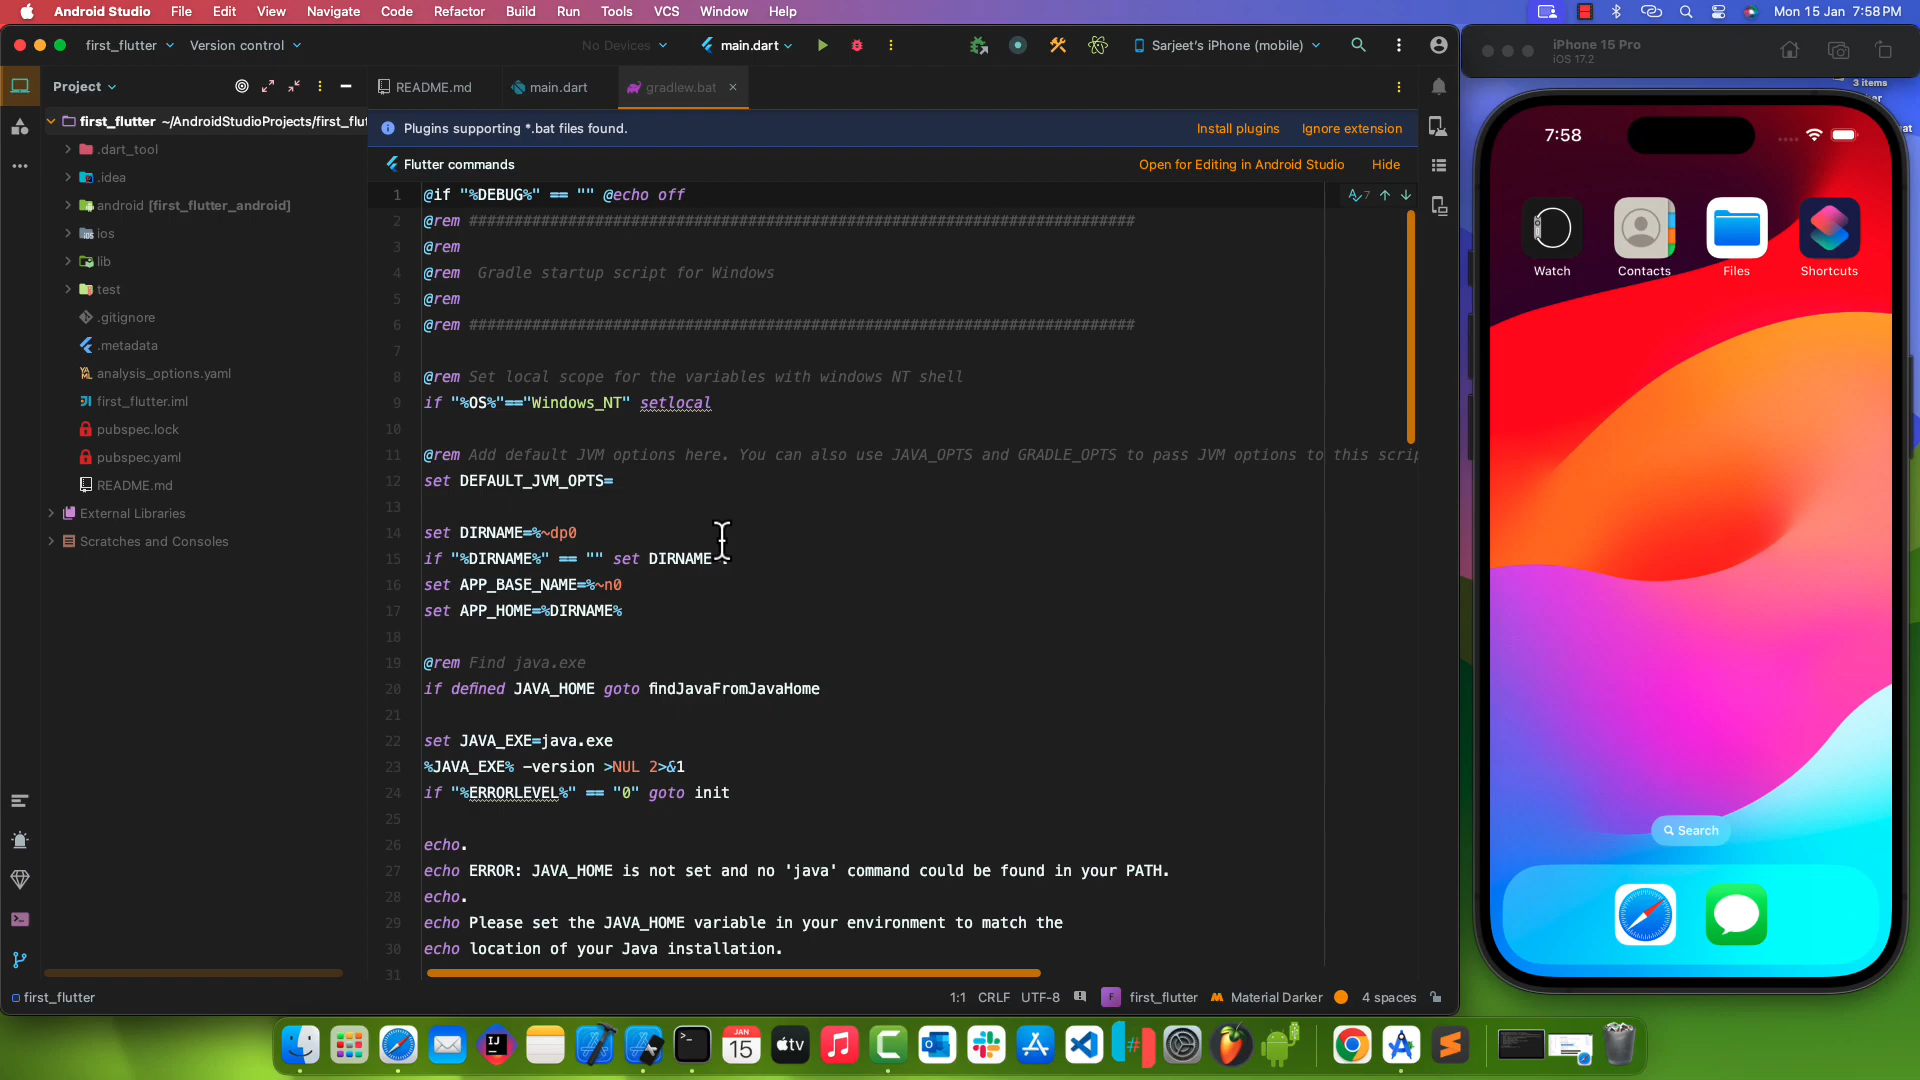 Android Studio File Edit View Navigate Code Refactor Build Run Tools VCS Window Help Mon 15 Jan 7:58 PM
first_flutter Version control No Devices main.dart Sarjeet's iPhone (mobile)
iPhone 15 Pro
iOS 17.2
3 items
Project README.md main.dart gradlew.bat
first_flutter ~/AndroidStudioProjects/first_flut
.dart_tool
.idea
android [first_flutter_android]
ios
lib
test
.gitignore
.metadata
analysis_options.yaml
first_flutter.iml
pubspec.lock
pubspec.yaml
README.md
External Libraries
Scratches and Consoles
Plugins supporting *.bat files found. Install plugins Ignore extension
Flutter commands Open for Editing in Android Studio Hide
7
1 @if "%DEBUG%" == "" @echo off
2 @rem ##########################################################################
3 @rem
4 @rem  Gradle startup script for Windows
5 @rem
6 @rem ##########################################################################
7
8 @rem Set local scope for the variables with windows NT shell
9 if "%OS%"=="Windows_NT" setlocal
10
11 @rem Add default JVM options here. You can also use JAVA_OPTS and GRADLE_OPTS to pass JVM options to this scrip
12 set DEFAULT_JVM_OPTS=
13
14 set DIRNAME=%~dp0
15 if "%DIRNAME%" == "" set DIRNAME
16 set APP_BASE_NAME=%~n0
17 set APP_HOME=%DIRNAME%
18
19 @rem Find java.exe
20 if defined JAVA_HOME goto findJavaFromJavaHome
21
22 set JAVA_EXE=java.exe
23 %JAVA_EXE% -version >NUL 2>&1
24 if "%ERRORLEVEL%" == "0" goto init
25
26 echo.
27 echo ERROR: JAVA_HOME is not set and no 'java' command could be found in your PATH.
28 echo.
29 echo Please set the JAVA_HOME variable in your environment to match the
30 echo location of your Java installation.
31
first_flutter 1:1 CRLF UTF-8 F first_flutter Material Darker 4 spaces
7:58
Watch Contacts Files Shortcuts
Search
JAN
15
tv